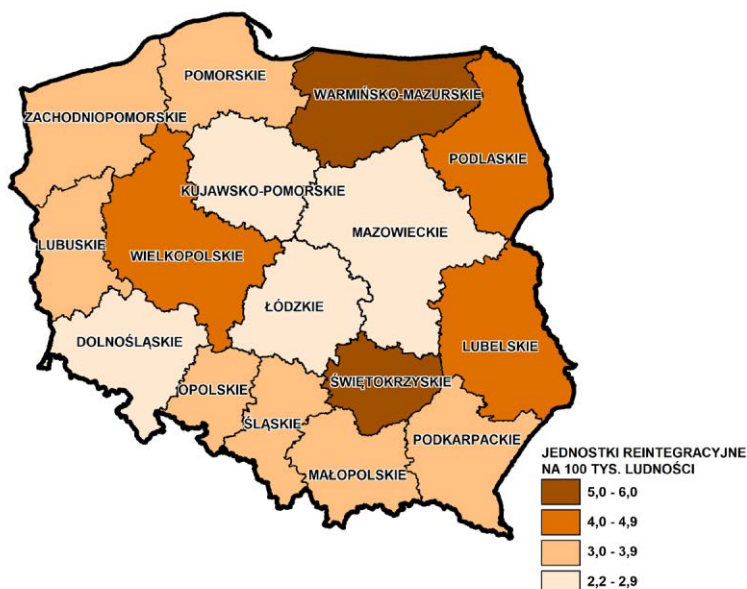 POMORSKIE
WARMIŃSKO-MAZURSKIE
ZACHODNIOPOMORSKIE
PODLASKIE
KUJAWSKO-POMORSKIE
MAZOWIECKIE
LUBUSKIE
WIELKOPOLSKIE
ŁÓDZKIE
DOLNOŚLĄSKIE
LUBELSKIE
OPOLSKIE
ŚWIĘTOKRZYSKIE
ŚLĄSKIE
PODKARPACKIE
MAŁOPOLSKIE
JEDNOSTKI REINTEGRACYJNE
NA 100 TYS. LUDNOŚCI
5,0 - 6,0
4,0 - 4,9
3,0 - 3,9
2,2 - 2,9